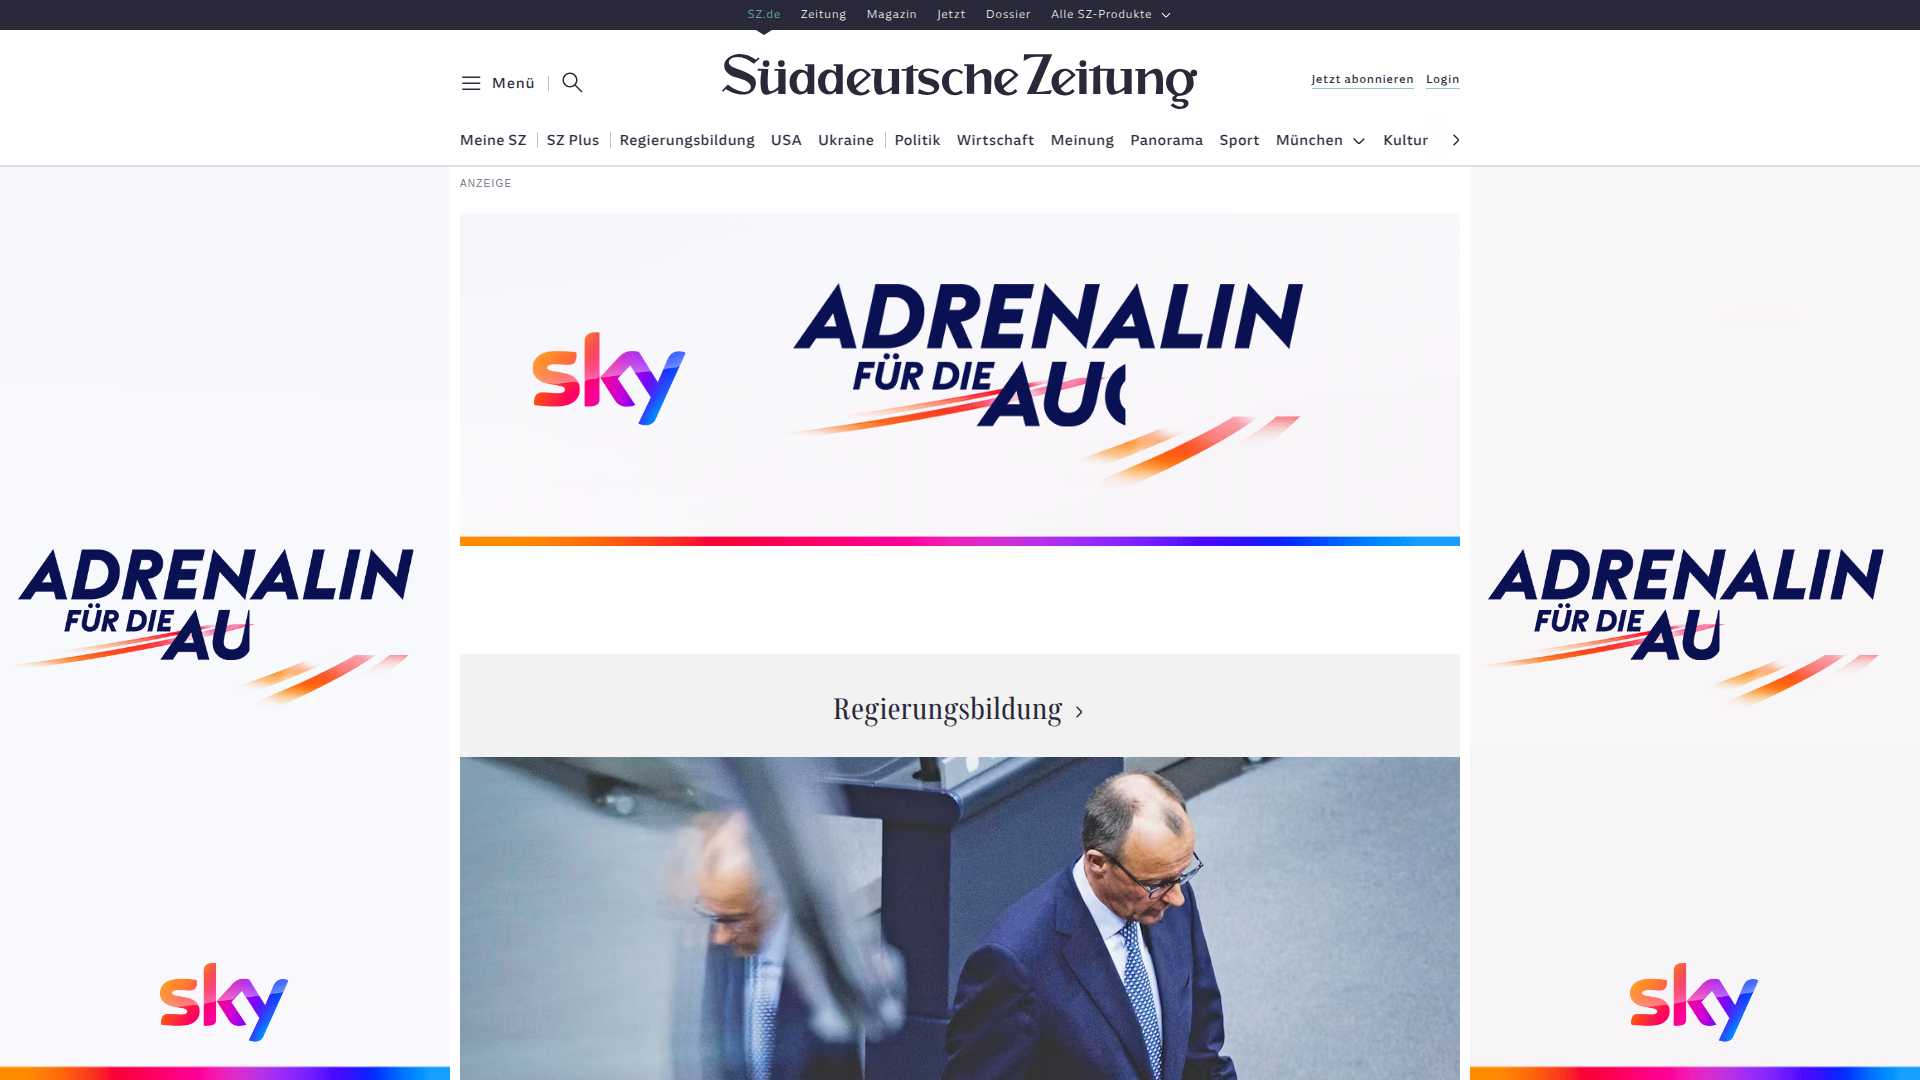 SZ.de Zeitung Magazin Jetzt Dossier Alle SZ-Produkte
Menü
Süddeutsche Zeitung
Jetzt abonnieren Login
Meine SZ SZ Plus Regierungsbildung USA Ukraine Politik Wirtschaft Meinung Panorama Sport München Kultur
ANZEIGE
sky
ADRENALIN
FÜR DIE AUG
ADRENALIN
FÜR DIE AU
sky
ADRENALIN
FÜR DIE AU
sky
Regierungsbildung